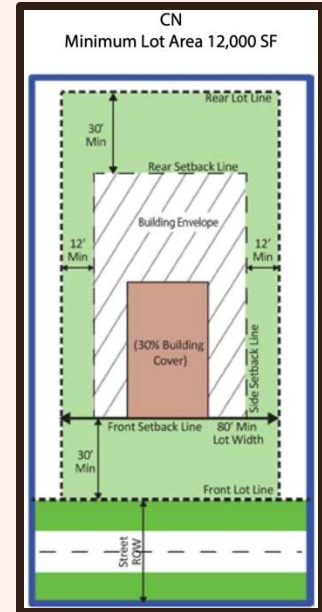 CN
Minimum Lot Area 12,000 SF
Rear Lot Line
30'
Min
Rear Setback Line
Building Envelope
12'
Min
12'
Min
(30% Building
Cover)
Side Setback Line
Front Setback Line
80' Min
Lot Width
30'
Min
Front Lot Line
Street
ROW